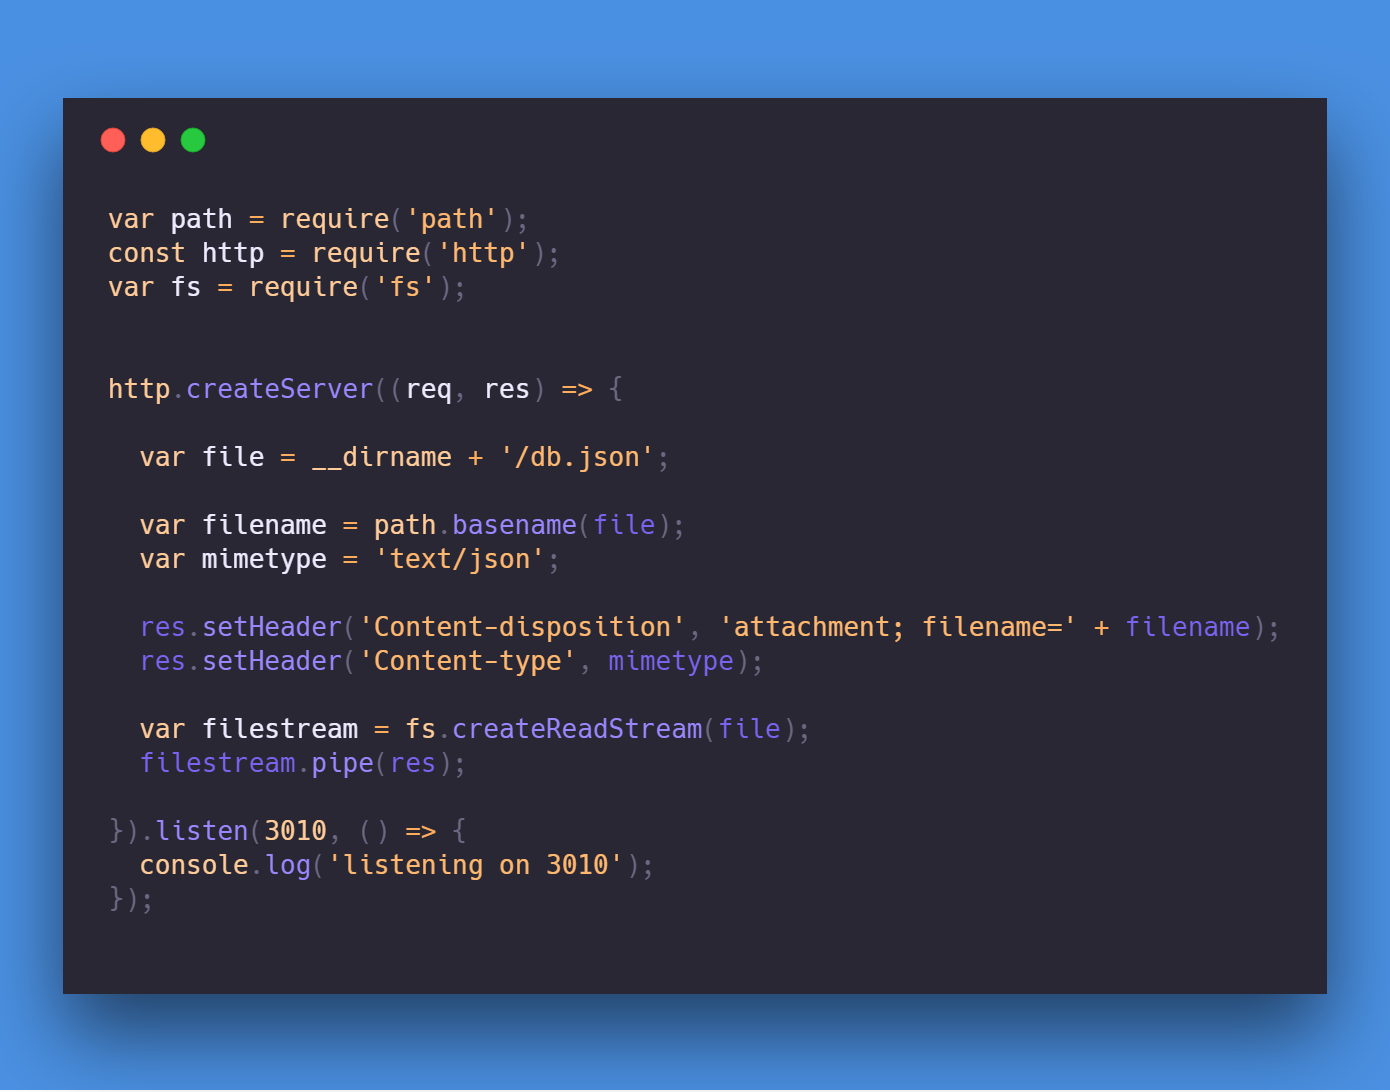 var path = require('path');
const http = require('http');
var fs = require('fs');
http.createServer((req, res) => {
var file = __dirname + '/db.json';
var filename = path.basename(file);
var mimetype = 'text/json';
res.setHeader('Content-disposition', 'attachment; filename=' + filename);
res.setHeader('Content-type', mimetype);
var filestream = fs.createReadStream(file);
filestream.pipe(res);
}).listen(3010, () => {
console.log('listening on 3010');
});